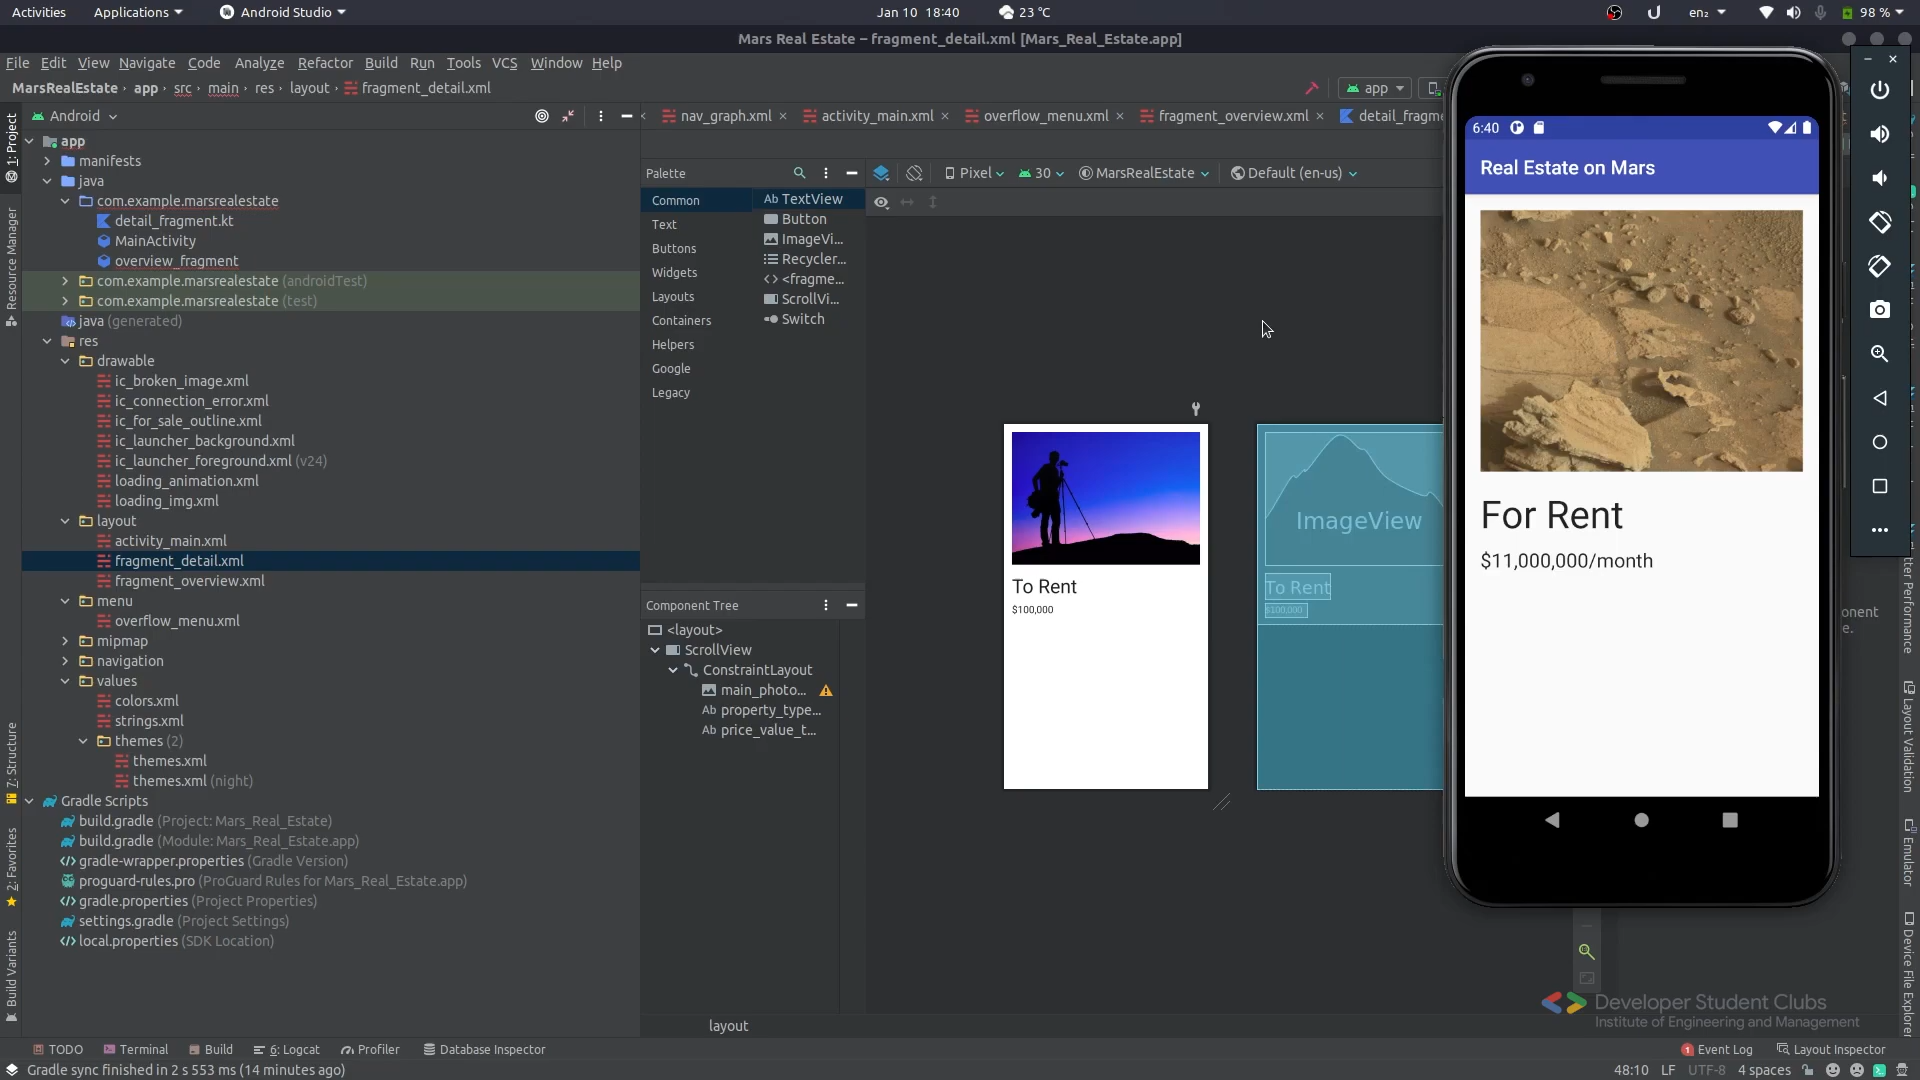 Activities Applications Android Studio Jan 10 18:40 23 °C en₂ 98 %
Mars Real Estate – fragment_detail.xml [Mars_Real_Estate.app]
File Edit View Navigate Code Analyze Refactor Build Run Tools VCS Window Help
MarsRealEstate app src main res layout fragment_detail.xml app
Android
nav_graph.xml activity_main.xml overflow_menu.xml fragment_overview.xml detail_fragme
1: Project
Resource Manager
7: Structure
2: Favorites
Build Variants
app
manifests
java
com.example.marsrealestate
detail_fragment.kt
MainActivity
overview_fragment
com.example.marsrealestate (androidTest)
com.example.marsrealestate (test)
java (generated)
res
drawable
ic_broken_image.xml
ic_connection_error.xml
ic_for_sale_outline.xml
ic_launcher_background.xml
ic_launcher_foreground.xml (v24)
loading_animation.xml
loading_img.xml
layout
activity_main.xml
fragment_detail.xml
fragment_overview.xml
menu
overflow_menu.xml
mipmap
navigation
values
colors.xml
strings.xml
themes (2)
themes.xml
themes.xml (night)
Gradle Scripts
build.gradle (Project: Mars_Real_Estate)
build.gradle (Module: Mars_Real_Estate.app)
gradle-wrapper.properties (Gradle Version)
proguard-rules.pro (ProGuard Rules for Mars_Real_Estate.app)
gradle.properties (Project Properties)
settings.gradle (Project Settings)
local.properties (SDK Location)
Palette
Common
Text
Buttons
Widgets
Layouts
Containers
Helpers
Google
Legacy
Ab TextView
Button
ImageVi...
Recycler...
<fragme...
ScrollVi...
Switch
Pixel 30 MarsRealEstate Default (en-us)
Component Tree
<layout>
ScrollView
ConstraintLayout
main_photo...
Ab property_type...
Ab price_value_t...
To Rent
$100,000
ImageView
To Rent
$100,000
layout
6:40
Real Estate on Mars
For Rent
$11,000,000/month
onent
e.
tter Performance
Layout Validation
Emulator
Device File Explorer
Developer Student Clubs
Institute of Engineering and Management
TODO Terminal Build 6: Logcat Profiler Database Inspector 1 Event Log Layout Inspector
Gradle sync finished in 2 s 553 ms (14 minutes ago) 48:10 LF UTF-8 4 spaces